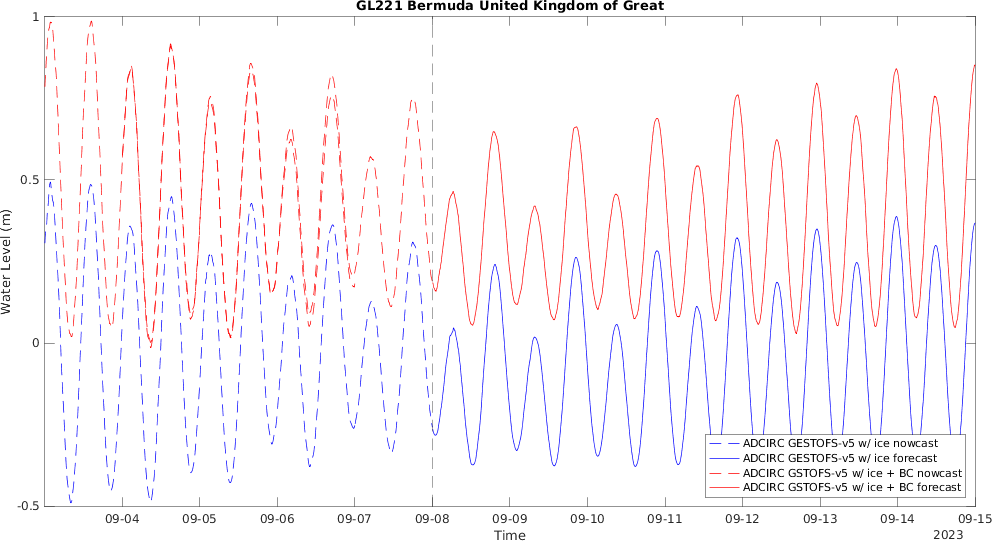 GL221 Bermuda United Kingdom of Great
1
0.5
0
-0.5
Water Level (m)
09-04 09-05 09-06 09-07 09-08 09-09 09-10 09-11 09-12 09-13 09-14 09-15
Time
2023
ADCIRC GESTOFS-v5 w/ ice nowcast
ADCIRC GESTOFS-v5 w/ ice forecast
ADCIRC GSTOFS-v5 w/ ice + BC nowcast
ADCIRC GSTOFS-v5 w/ ice + BC forecast